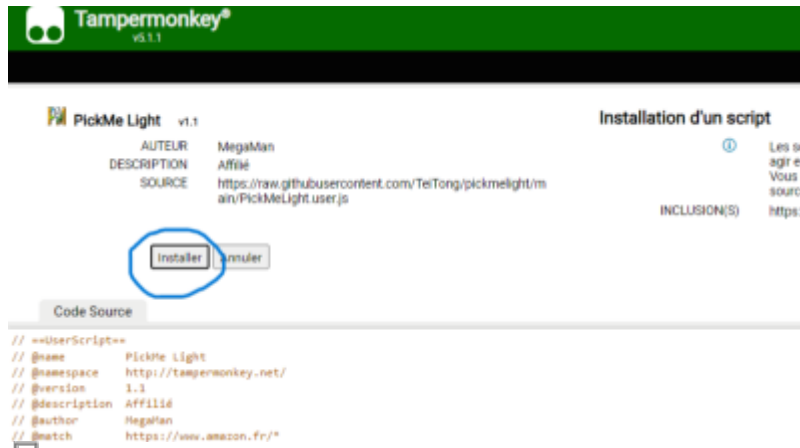 Tampermonkey®
v5.1.1
PickMe Light v1.1
AUTEUR MegaMan
DESCRIPTION Affilié
SOURCE https://raw.githubusercontent.com/TeiTong/pickmelight/m
ain/PickMeLight.user.js
Installer Annuler
Installation d'un script
Les s
agir e
Vous
sourc
INCLUSION(S) https:
Code Source
// ==UserScript==
// @name PickMe Light
// @namespace http://tampermonkey.net/
// @version 1.1
// @description Affilié
// @author MegaMan
// @match https://www.amazon.fr/*